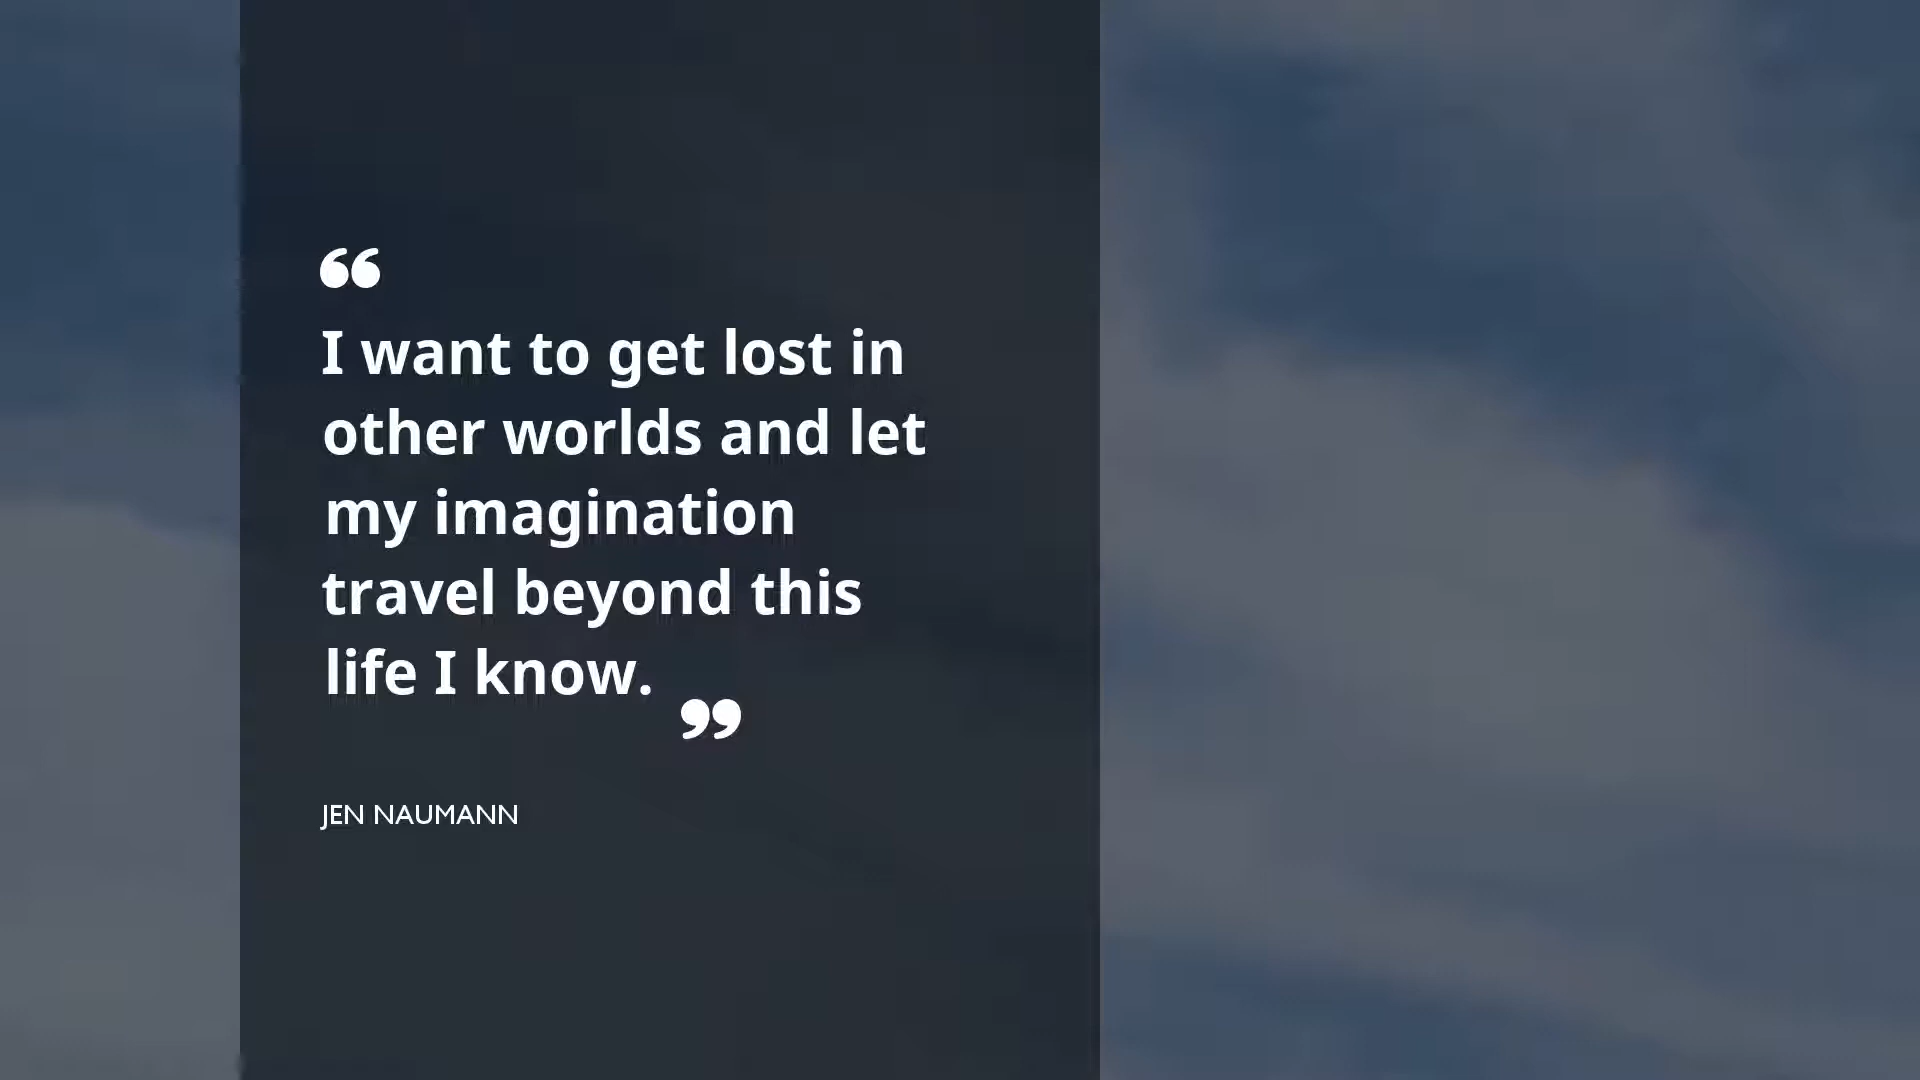 “
I want to get lost in
other worlds and let
my imagination
travel beyond this
life I know.
”
JEN NAUMANN